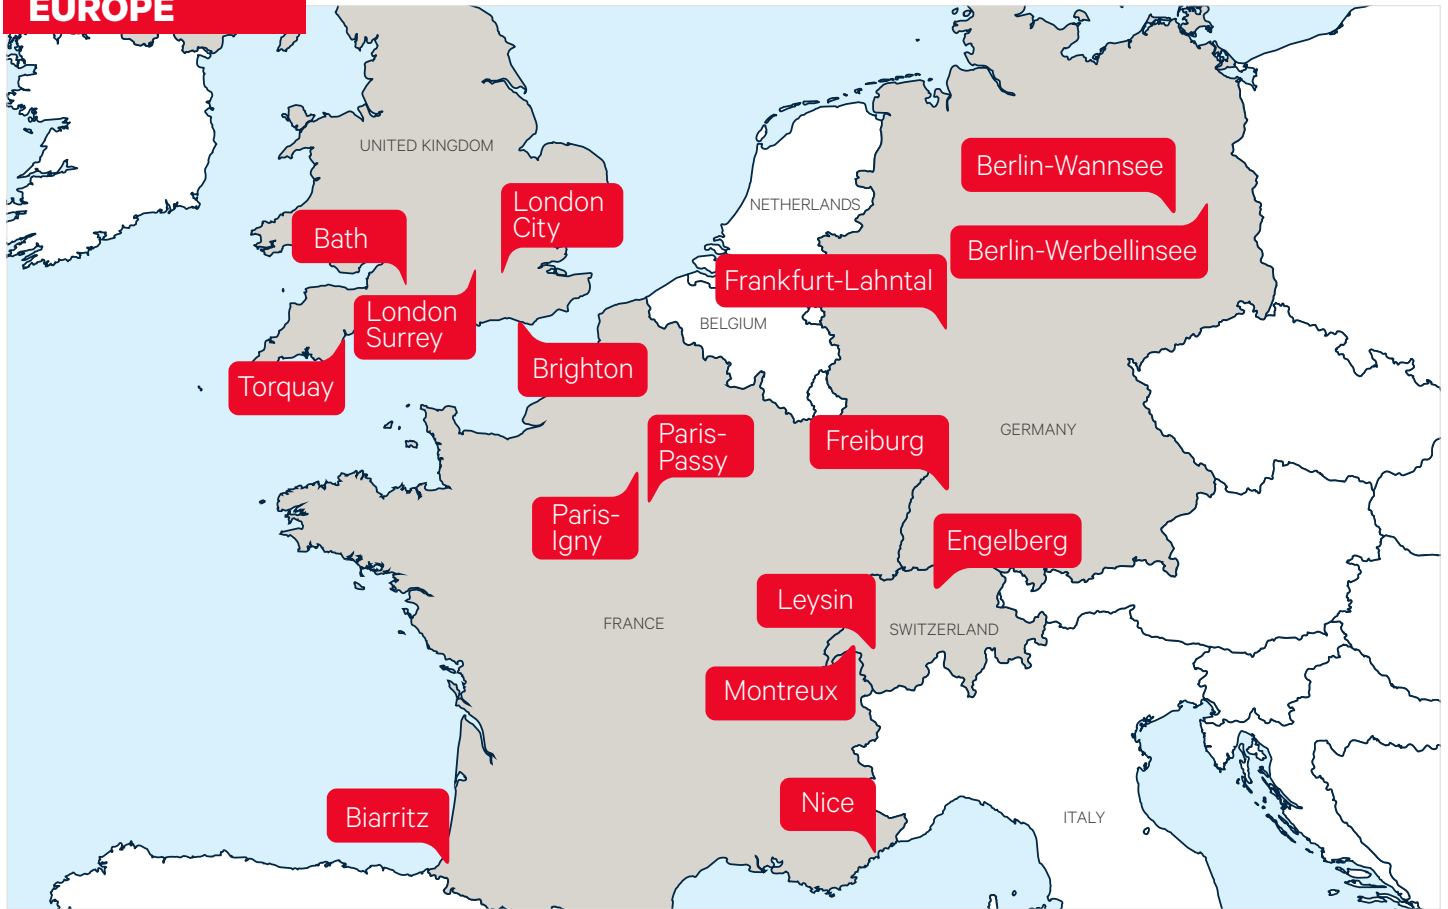 EUROPE
UNITED KINGDOM
Berlin-Wannsee
London
City
NETHERLANDS
Bath
Berlin-Werbellinsee
Frankfurt-Lahntal
London
Surrey
BELGIUM
Brighton
Torquay
Paris-
Passy
Freiburg
GERMANY
Paris-
Igny
Engelberg
Leysin
FRANCE
SWITZERLAND
Montreux
Nice
Biarritz
ITALY